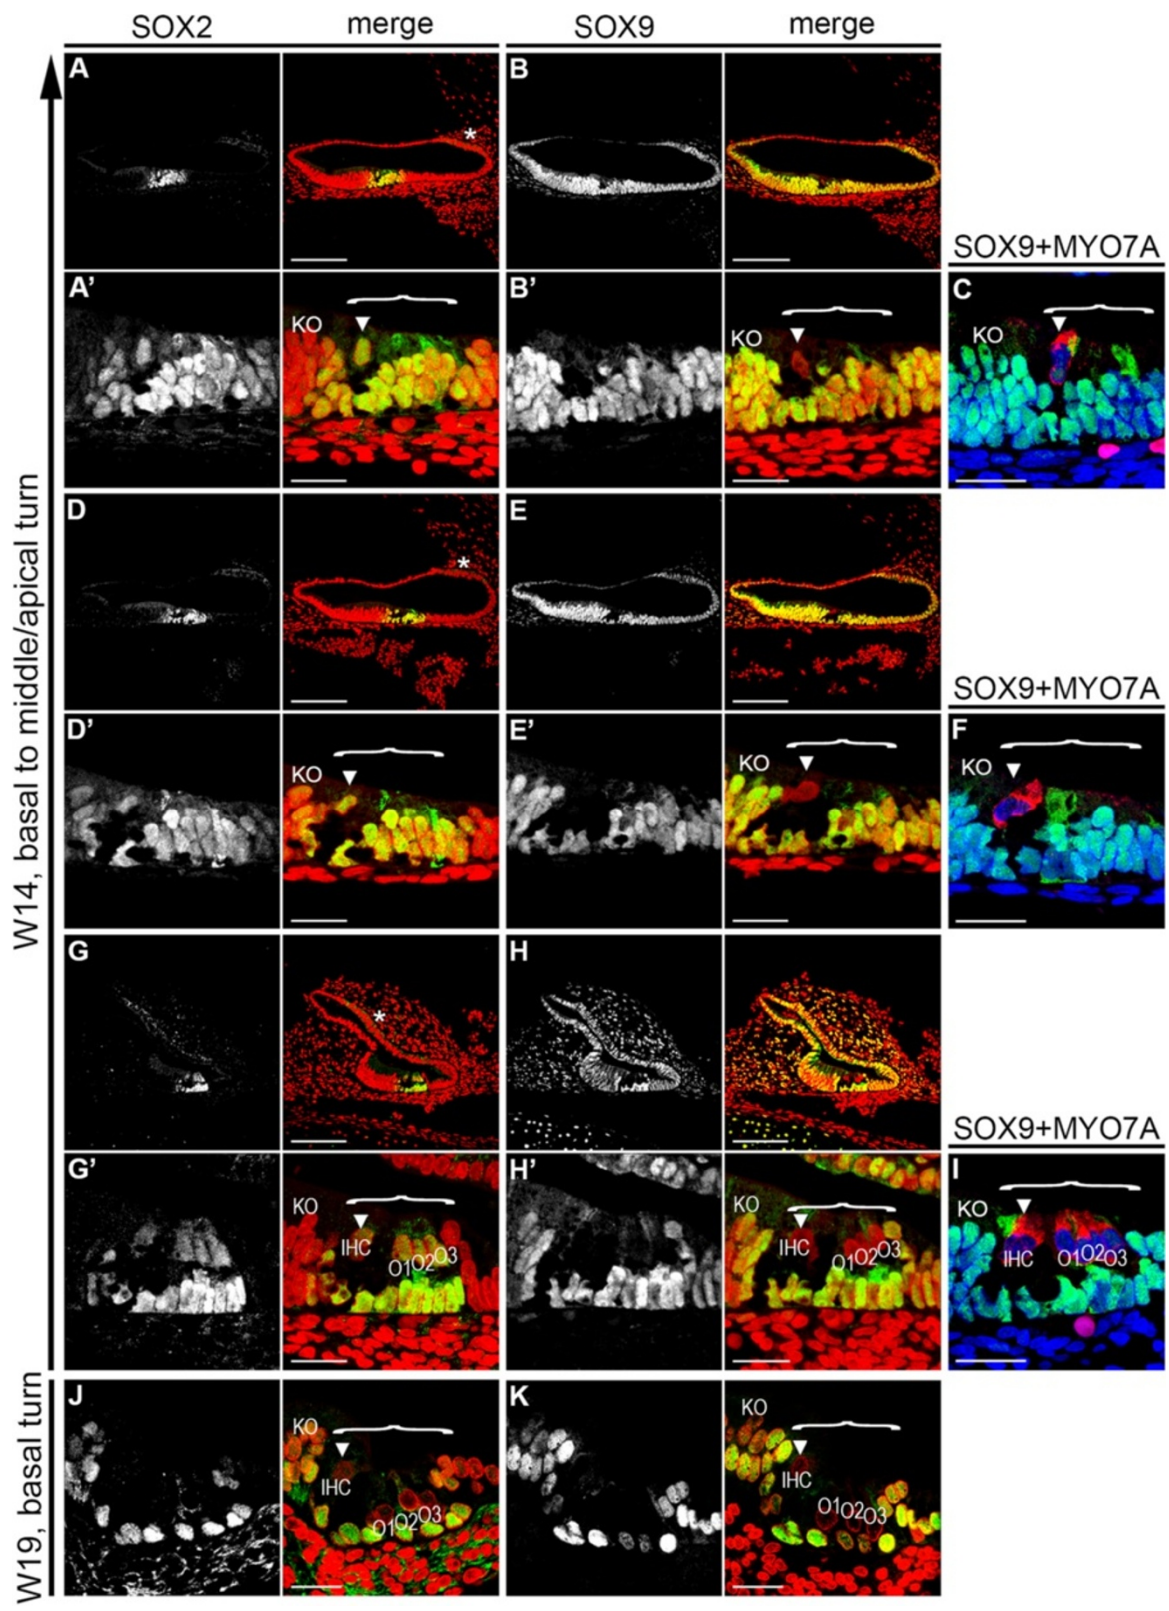 SOX2 merge SOX9 merge
A B
*
SOX9+MYO7A
A' B' C
KO KO KO
D E
*
SOX9+MYO7A
D' E' F
KO KO KO
G H
*
SOX9+MYO7A
G' H' I
KO KO KO
IHC O1O2O3 IHC O1O2O3 IHC O1O2O3
J K
KO KO
IHC O1O2O3 IHC O1O2O3
W14, basal to middle/apical turn
W19, basal turn